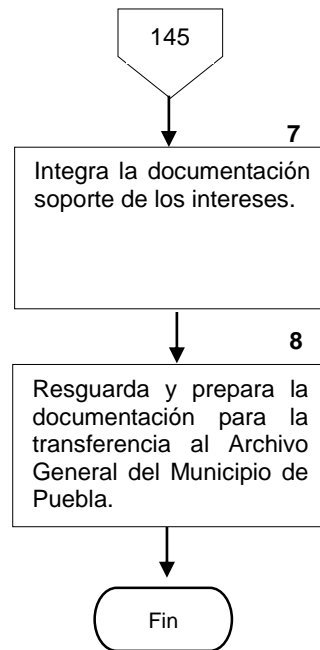 145
7
Integra la documentación
soporte de los intereses.
8
Resguarda y prepara la
documentación para la
transferencia al Archivo
General del Municipio de
Puebla.
Fin